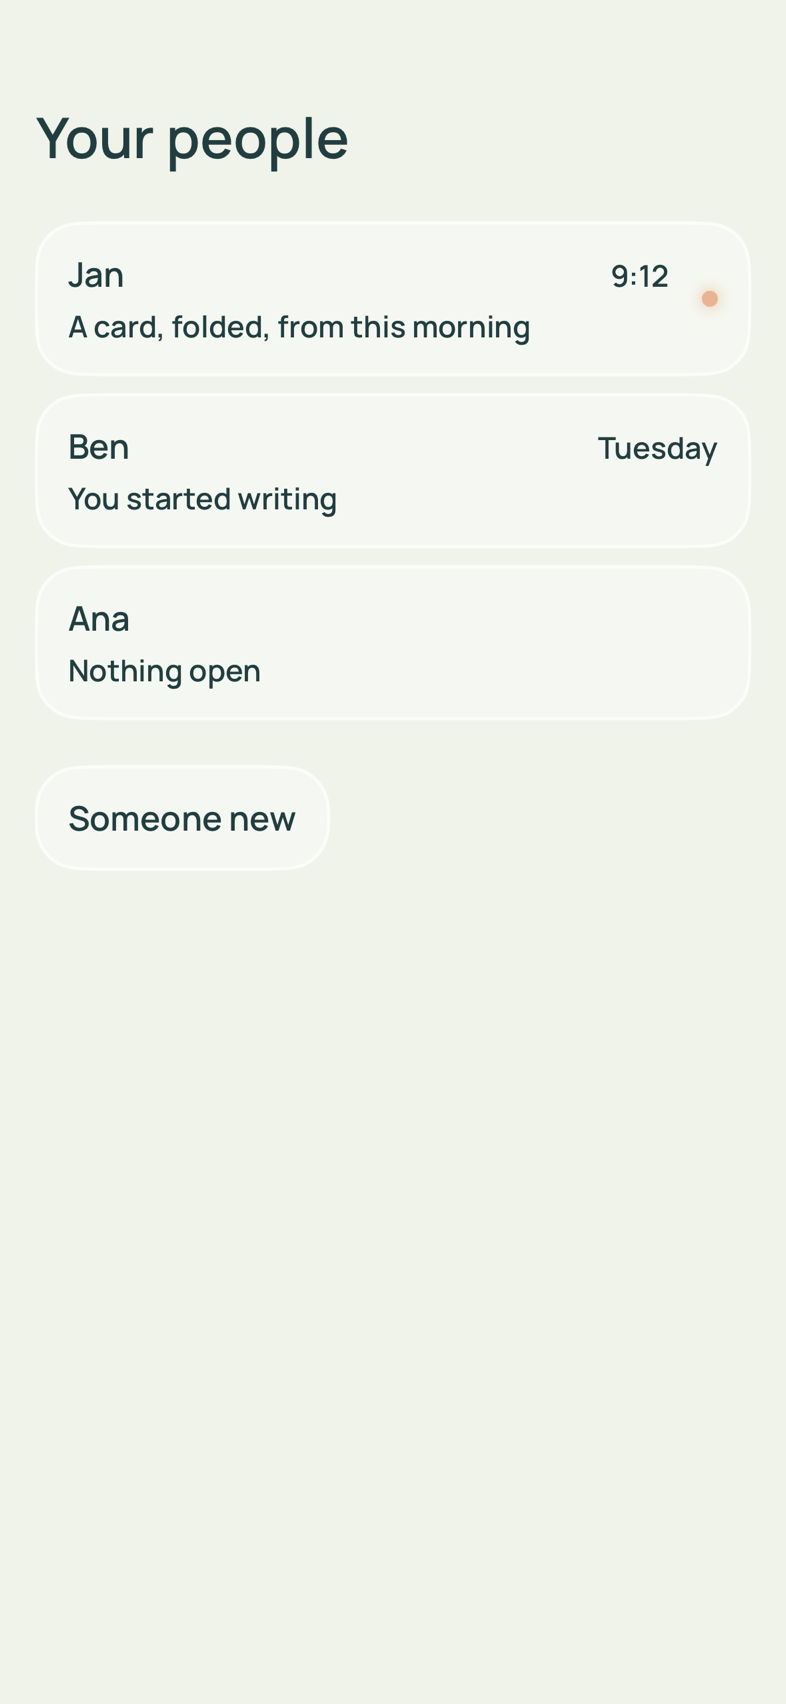 Your people
Jan 9:12
A card, folded, from this morning
Ben Tuesday
You started writing
Ana
Nothing open
Someone new